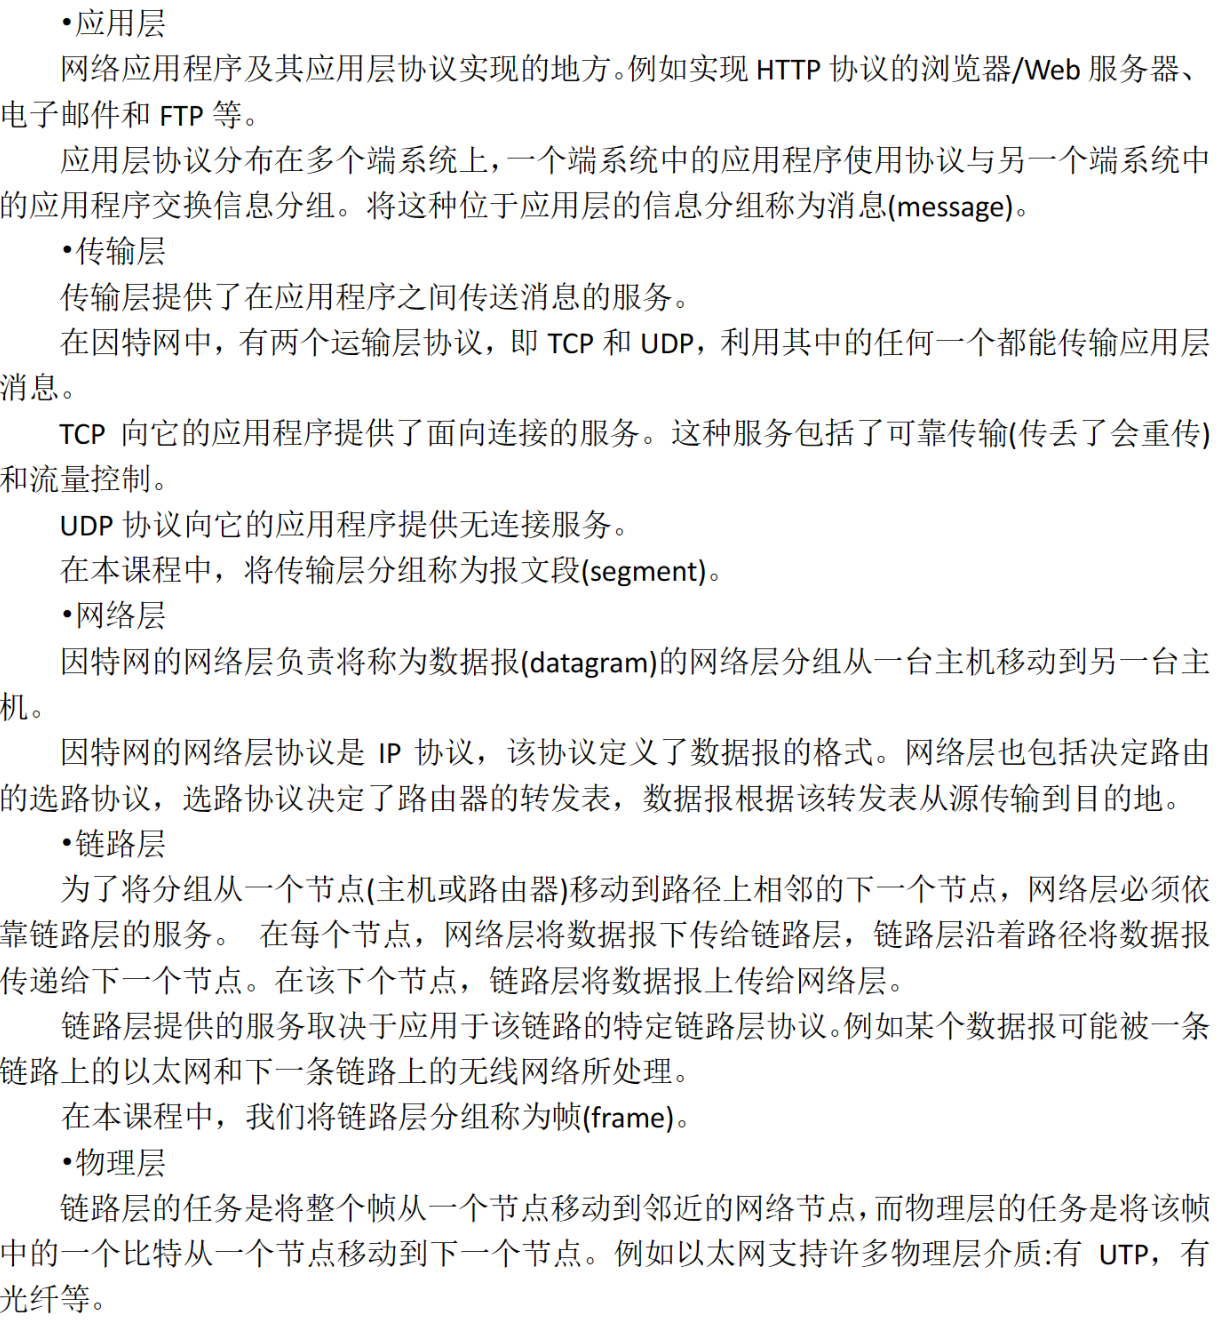 •应用层
网络应用程序及其应用层协议实现的地方。例如实现 HTTP 协议的浏览器/Web 服务器、
电子邮件和 FTP 等。
应用层协议分布在多个端系统上，一个端系统中的应用程序使用协议与另一个端系统中
的应用程序交换信息分组。将这种位于应用层的信息分组称为消息(message)。
•传输层
传输层提供了在应用程序之间传送消息的服务。
在因特网中，有两个运输层协议，即 TCP 和 UDP，利用其中的任何一个都能传输应用层
消息。
TCP 向它的应用程序提供了面向连接的服务。这种服务包括了可靠传输(传丢了会重传)
和流量控制。
UDP 协议向它的应用程序提供无连接服务。
在本课程中，将传输层分组称为报文段(segment)。
•网络层
因特网的网络层负责将称为数据报(datagram)的网络层分组从一台主机移动到另一台主
机。
因特网的网络层协议是 IP 协议，该协议定义了数据报的格式。网络层也包括决定路由
的选路协议，选路协议决定了路由器的转发表，数据报根据该转发表从源传输到目的地。
•链路层
为了将分组从一个节点(主机或路由器)移动到路径上相邻的下一个节点，网络层必须依
靠链路层的服务。 在每个节点，网络层将数据报下传给链路层，链路层沿着路径将数据报
传递给下一个节点。在该下个节点，链路层将数据报上传给网络层。
链路层提供的服务取决于应用于该链路的特定链路层协议。例如某个数据报可能被一条
链路上的以太网和下一条链路上的无线网络所处理。
在本课程中，我们将链路层分组称为帧(frame)。
•物理层
链路层的任务是将整个帧从一个节点移动到邻近的网络节点，而物理层的任务是将该帧
中的一个比特从一个节点移动到下一个节点。例如以太网支持许多物理层介质:有 UTP，有
光纤等。